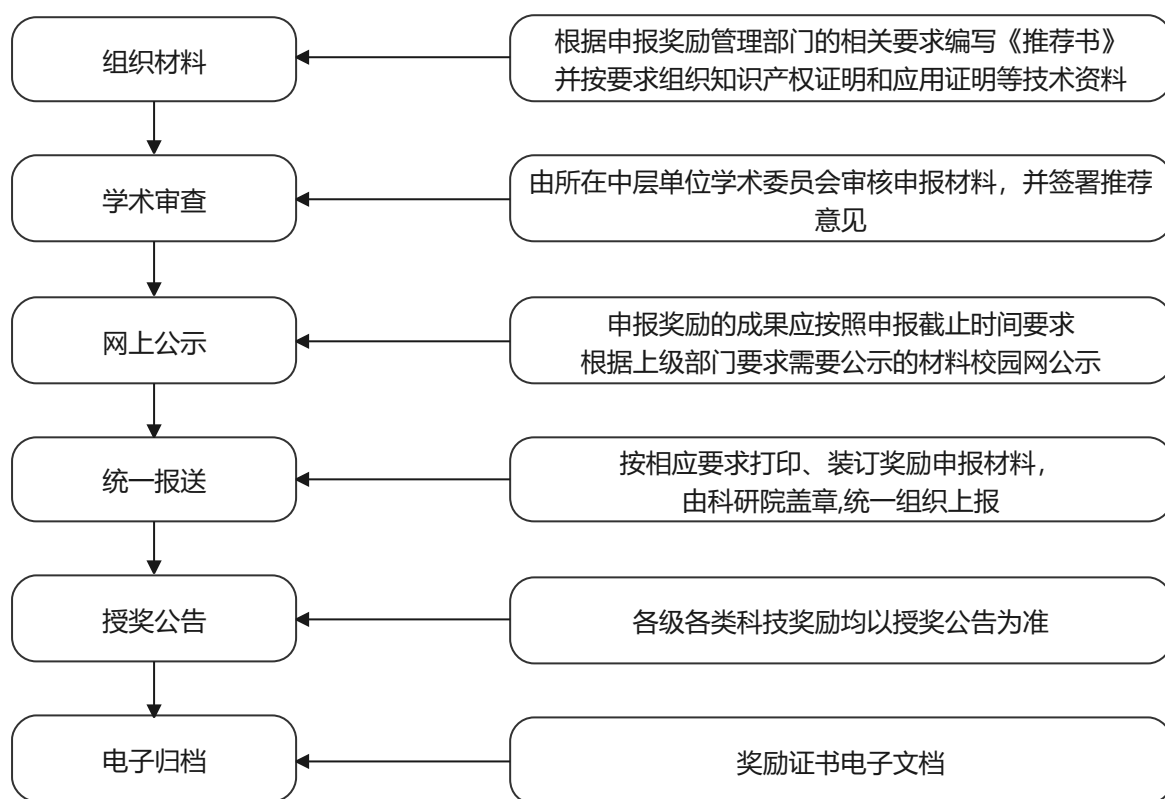 组织材料
根据申报奖励管理部门的相关要求编写《推荐书》
并按要求组织知识产权证明和应用证明等技术资料
学术审查
由所在中层单位学术委员会审核申报材料，并签署推荐
意见
网上公示
申报奖励的成果应按照申报截止时间要求
根据上级部门要求需要公示的材料校园网公示
统一报送
按相应要求打印、装订奖励申报材料，
由科研院盖章,统一组织上报
授奖公告
各级各类科技奖励均以授奖公告为准
电子归档
奖励证书电子文档